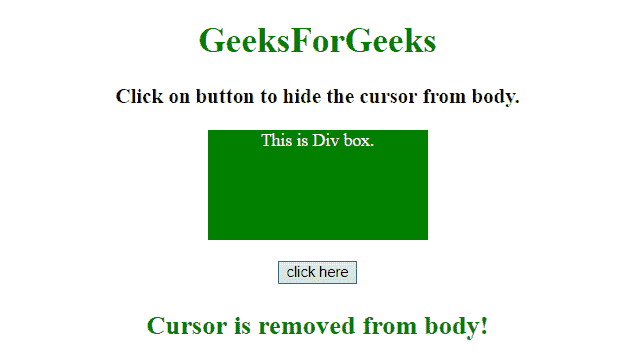 GeeksForGeeks
Click on button to hide the cursor from body.
This is Div box.
click here
Cursor is removed from body!